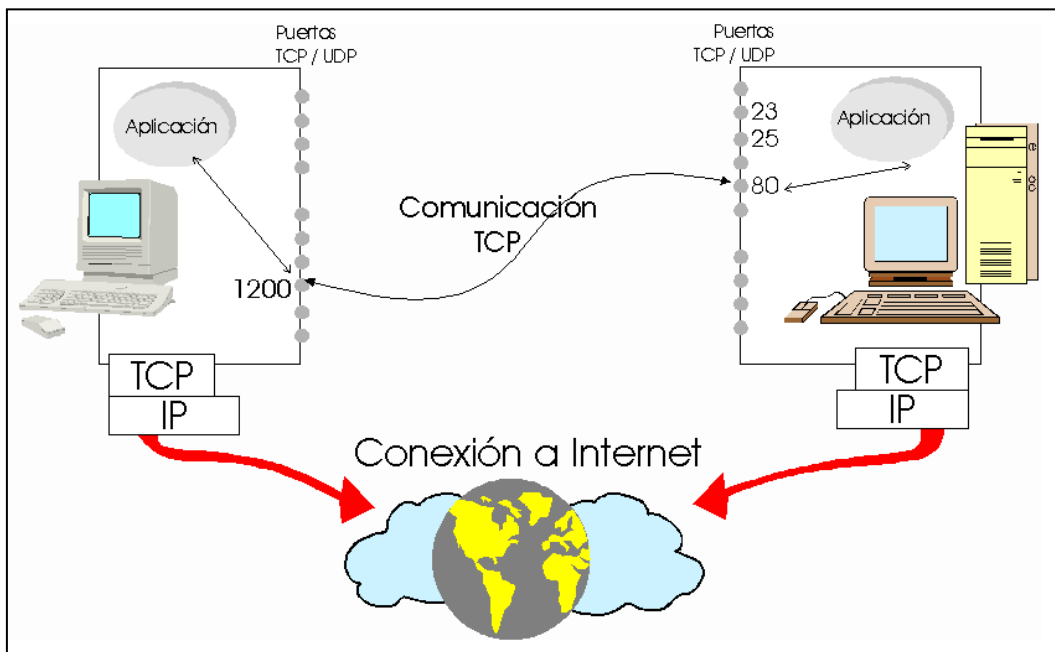 Puertos
TCP / UDP
Aplicación
1200
TCP
IP
Comunicación
TCP
Puertos
TCP / UDP
23
25
80
Aplicación
TCP
IP
Conexión a Internet